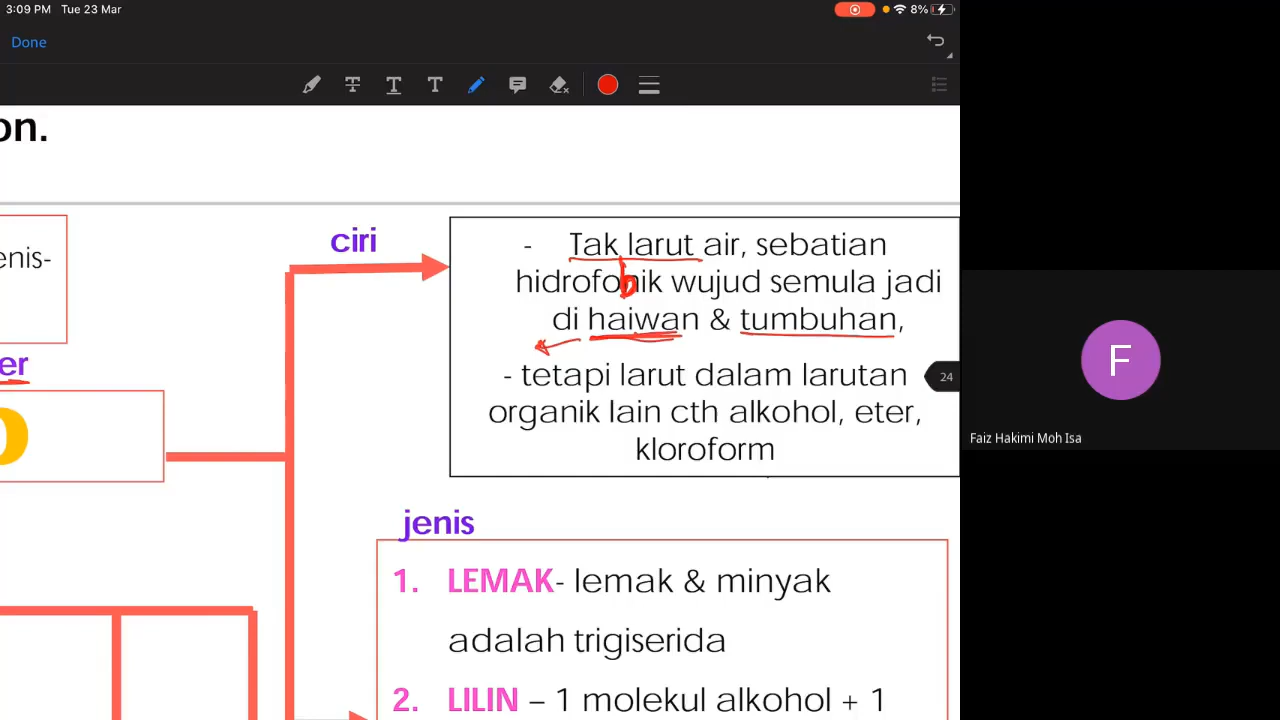 3:09 PM Tue 23 Mar
8%
Done
on.
enis-
ciri
- Tak larut air, sebatian
hidrofobik wujud semula jadi
di haiwan & tumbuhan,
- tetapi larut dalam larutan
organik lain cth alkohol, eter,
kloroform
24
er
jenis
1. LEMAK- lemak & minyak
adalah trigiserida
2. LILIN – 1 molekul alkohol + 1
F
Faiz Hakimi Moh Isa